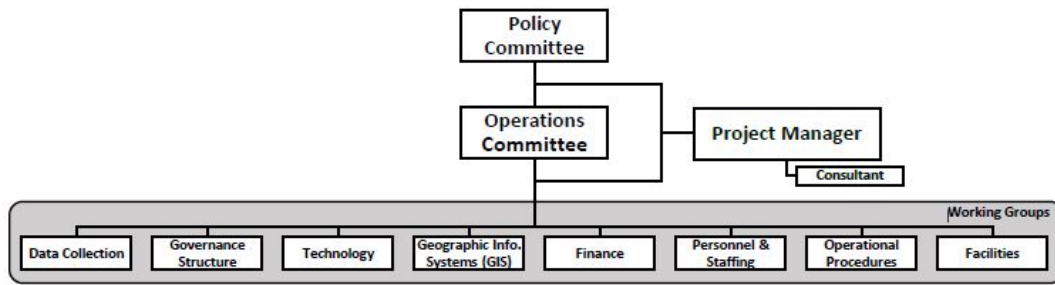 Policy
Committee
Operations
Committee
Project Manager
Consultant
Working Groups
Data Collection
Governance
Structure
Technology
Geographic Info.
Systems (GIS)
Finance
Personnel &
Staffing
Operational
Procedures
Facilities